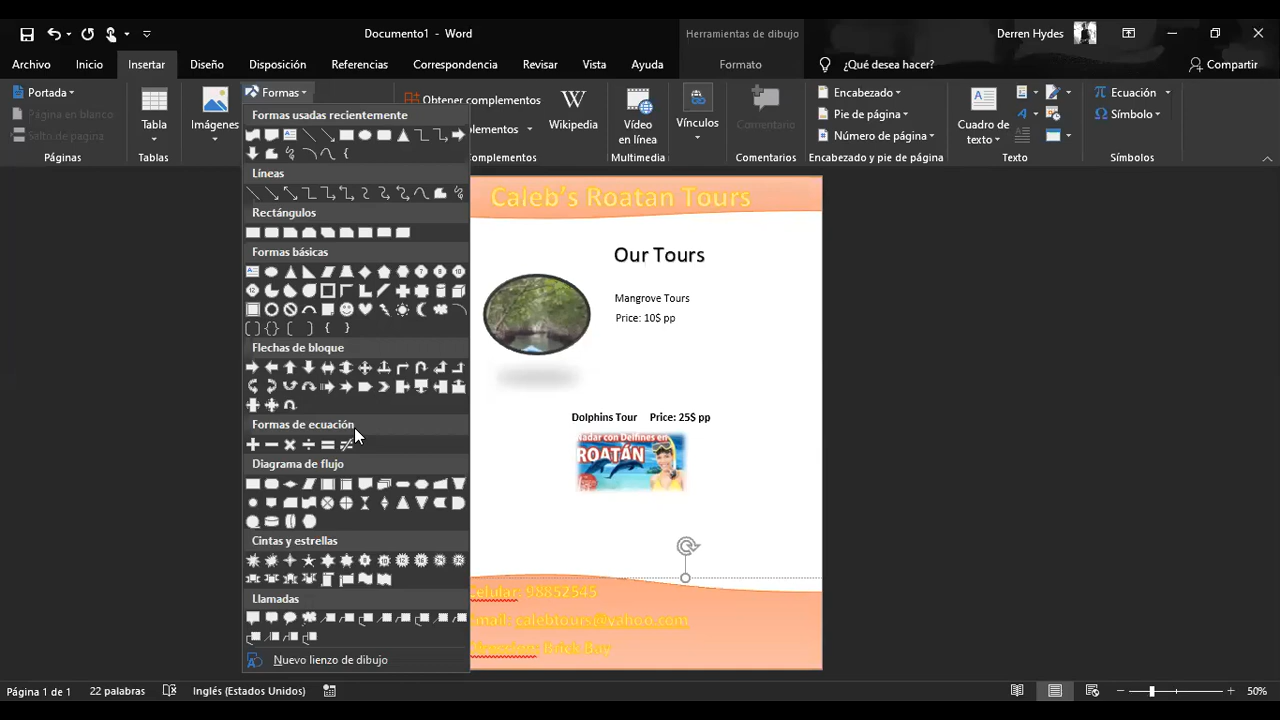 Documento1 - Word
Herramientas de dibujo
Derren Hydes
Archivo
Inicio
Insertar
Diseño
Disposición
Referencias
Correspondencia
Revisar
Vista
Ayuda
Formato
¿Qué desea hacer?
Compartir
Portada
Página en blanco
Salto de página
Páginas
Tabla
Tablas
Imágenes
Formas
Obtener complementos
Wikipedia
Vídeo
en línea
Multimedia
Vínculos
Comentario
Comentarios
Encabezado
Pie de página
Número de página
Encabezado y pie de página
Cuadro de
texto
Texto
Ecuación
Símbolo
Símbolos
Formas usadas recientemente
Líneas
Rectángulos
Formas básicas
Flechas de bloque
Formas de ecuación
Diagrama de flujo
Cintas y estrellas
Llamadas
Nuevo lienzo de dibujo
Caleb's Roatan Tours
Our Tours
Mangrove Tours
Price: 10$ pp
Dolphins Tour Price: 25$ pp
Nadar con Delfines en
ROATÁN
elular: 98852545
mail: calebtours@yahoo.com
Brick Bay
Página 1 de 1
22 palabras
Inglés (Estados Unidos)
50%